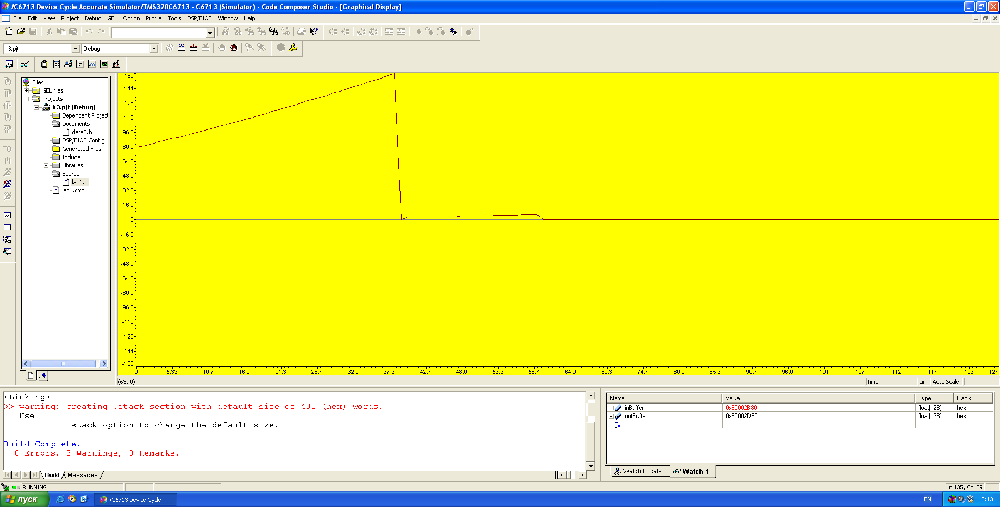 /C6713 Device Cycle Accurate Simulator/TMS320C6713 - C6713 (Simulator) - Code Composer Studio - [Graphical Display]
File Edit View Project Debug GEL Option Profile Tools DSP/BIOS Window Help
lr3.pjt Debug
Files
GEL files
Projects
lr3.pjt (Debug)
Dependent Project
Documents
data5.h
DSP/BIOS Config
Generated Files
Include
Libraries
Source
lab1.c
lab1.cmd
160
144
128
112
96.0
80.0
64.0
48.0
32.0
16.0
0
-16.0
-32.0
-48.0
-64.0
-80.0
-96.0
-112
-128
-144
-160
0 5.33 10.7 16.0 21.3 26.7 32.0 37.3 42.7 48.0 53.3 58.7 64.0 69.3 74.7 80.0 85.3 90.7 96.0 101 107 112 117 123 127
(63, 0) Time Lin Auto Scale
<Linking>
>> warning: creating .stack section with default size of 400 (hex) words.
Use
-stack option to change the default size.
Build Complete,
0 Errors, 2 Warnings, 0 Remarks.
Build Messages
Name Value Type Radix
inBuffer 0x80002B80 float[128] hex
outBuffer 0x80002D80 float[128] hex
Watch Locals Watch 1
RUNNING Ln 135, Col 29
пуск /C6713 Device Cycle ... EN 18:13